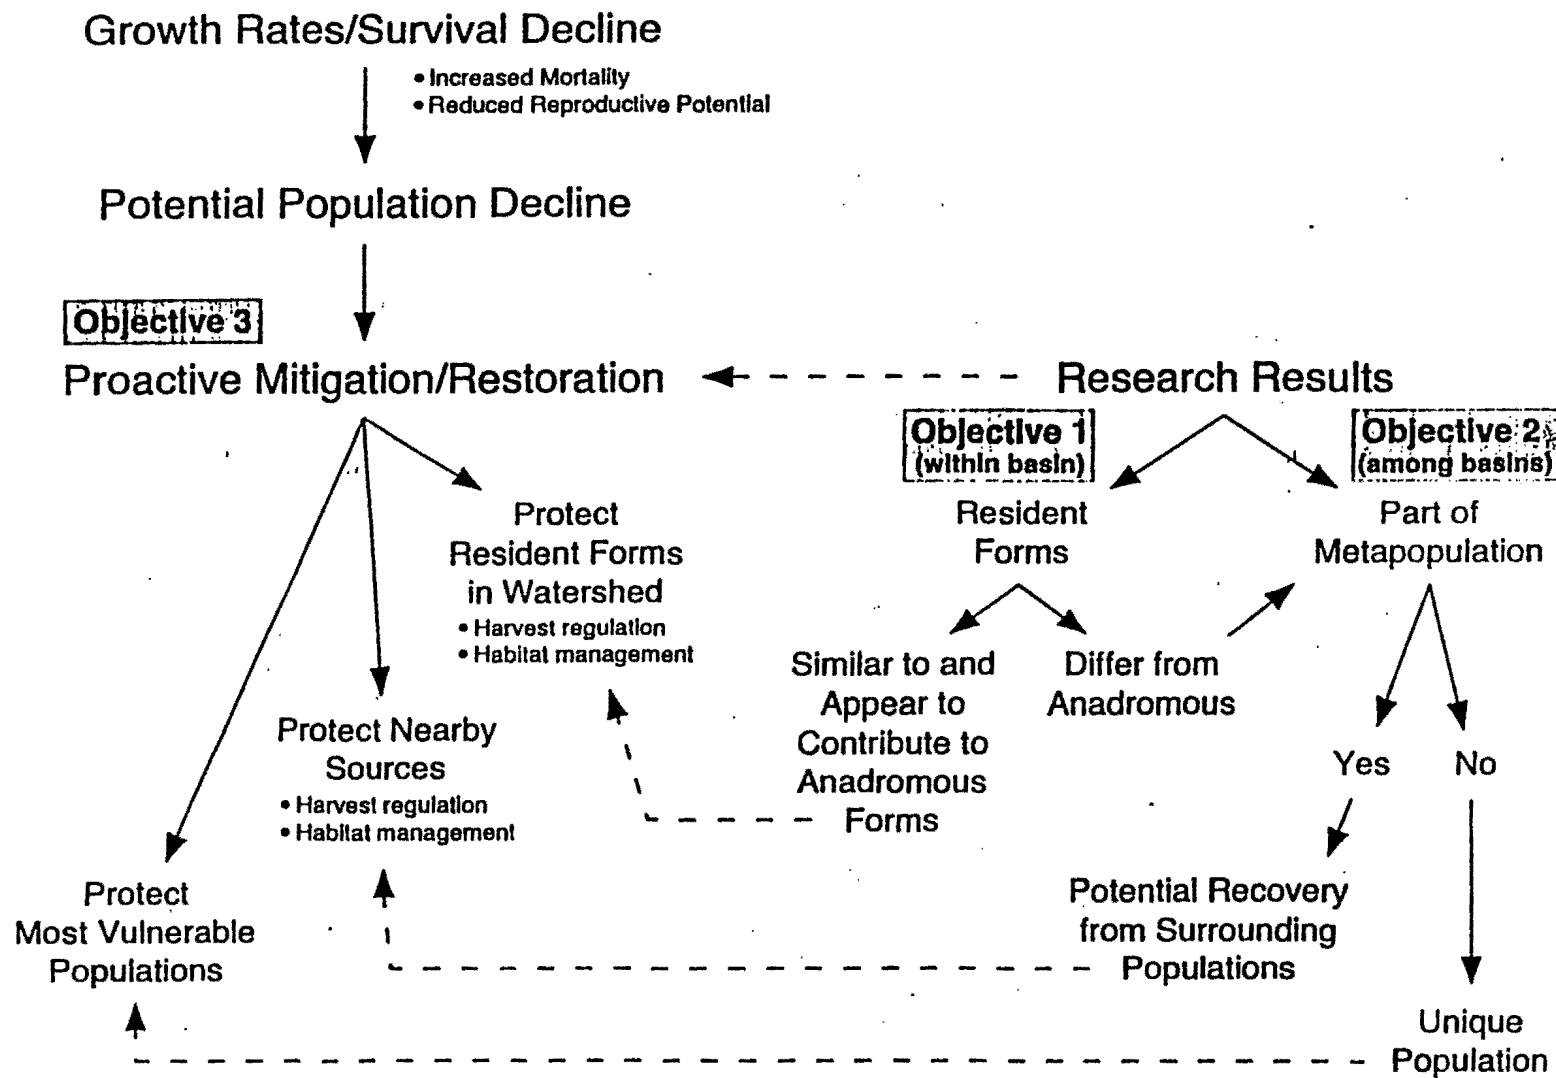 Growth Rates/Survival Decline
• Increased Mortality
• Reduced Reproductive Potential
Potential Population Decline
Objective 3
Proactive Mitigation/Restoration
Research Results
Objective 1
(within basin)
Objective 2
(among basins)
Protect
Resident Forms
in Watershed
• Harvest regulation
• Habitat management
Resident
Forms
Part of
Metapopulation
Similar to and
Appear to
Contribute to
Anadromous
Forms
Differ from
Anadromous
Protect Nearby
Sources
• Harvest regulation
• Habitat management
Yes
No
Protect
Most Vulnerable
Populations
Potential Recovery
from Surrounding
Populations
Unique
Population